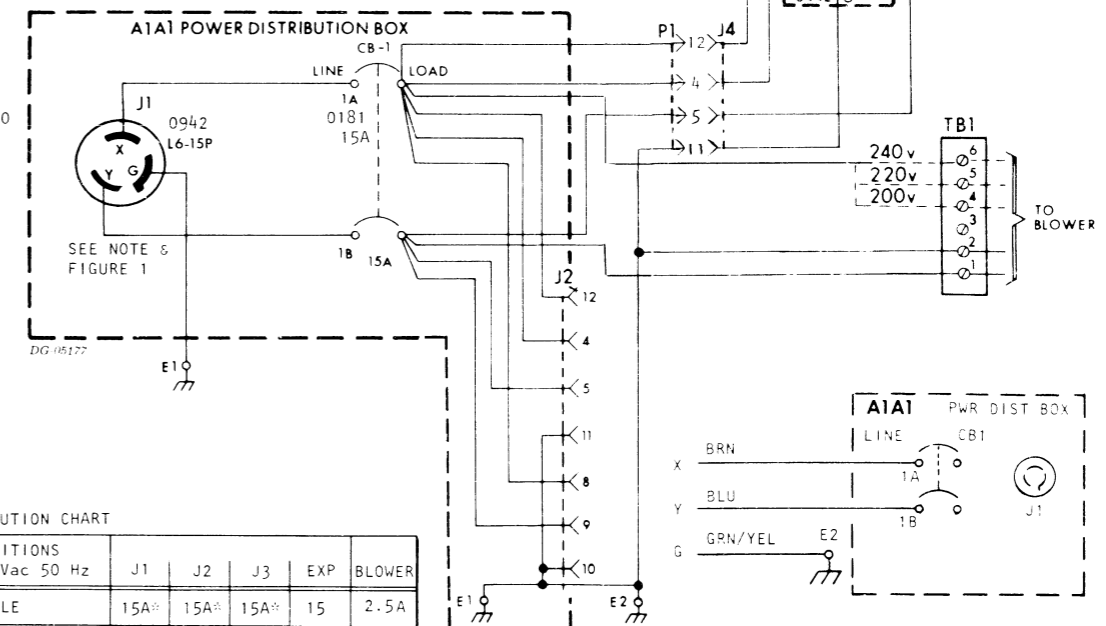 A1A1 POWER DISTRIBUTION BOX
CB-1
LINE
LOAD
1A
0181
15A
J1
0942
L6-15P
X
Y
G
SEE NOTE &
FIGURE 1
1B
15A
DG-05177
E1
0
P1
J4
12
4
5
11
J2
12
4
5
11
8
9
10
E1
E2
TB1
240v
220v
200v
6
5
4
3
2
1
TO
BLOWER
A1A1 PWR DIST BOX
LINE
CB1
1A
1B
J1
X
BRN
Y
BLU
G
GRN/YEL
E2
UTION CHART
ITIONS
Vac 50 Hz
J1
J2
J3
EXP
BLOWER
LE
15A*
15A*
15A*
15
2.5A